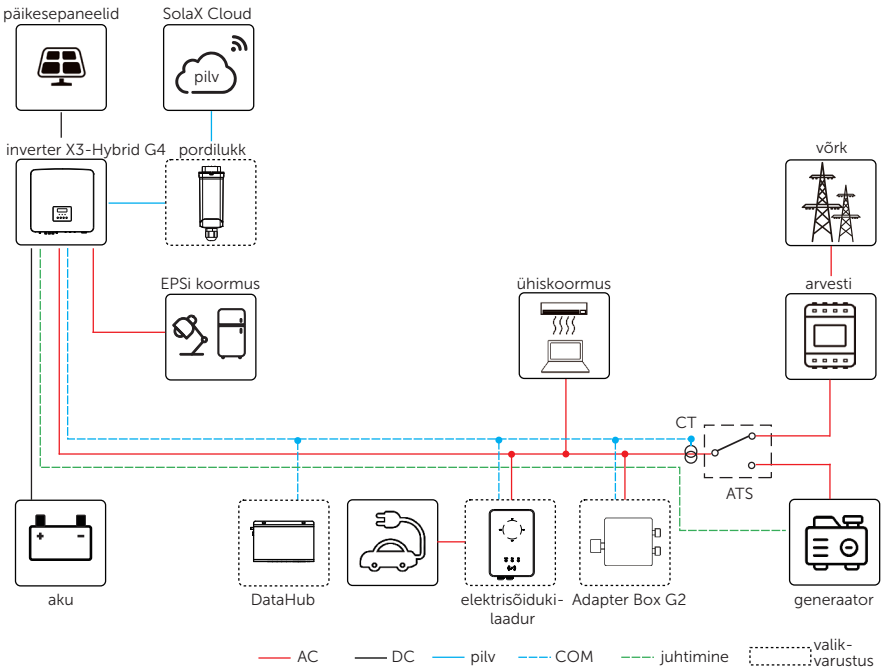 päikesepaneelid
SolaX Cloud
pilv
inverter X3-Hybrid G4
pordilukk
võrk
EPSi koormus
ühiskoormus
arvesti
CT
ATS
aku
DataHub
elektrisõiduki-
laadur
Adapter Box G2
generaator
AC
DC
pilv
COM
juhtimine
valik-
varustus